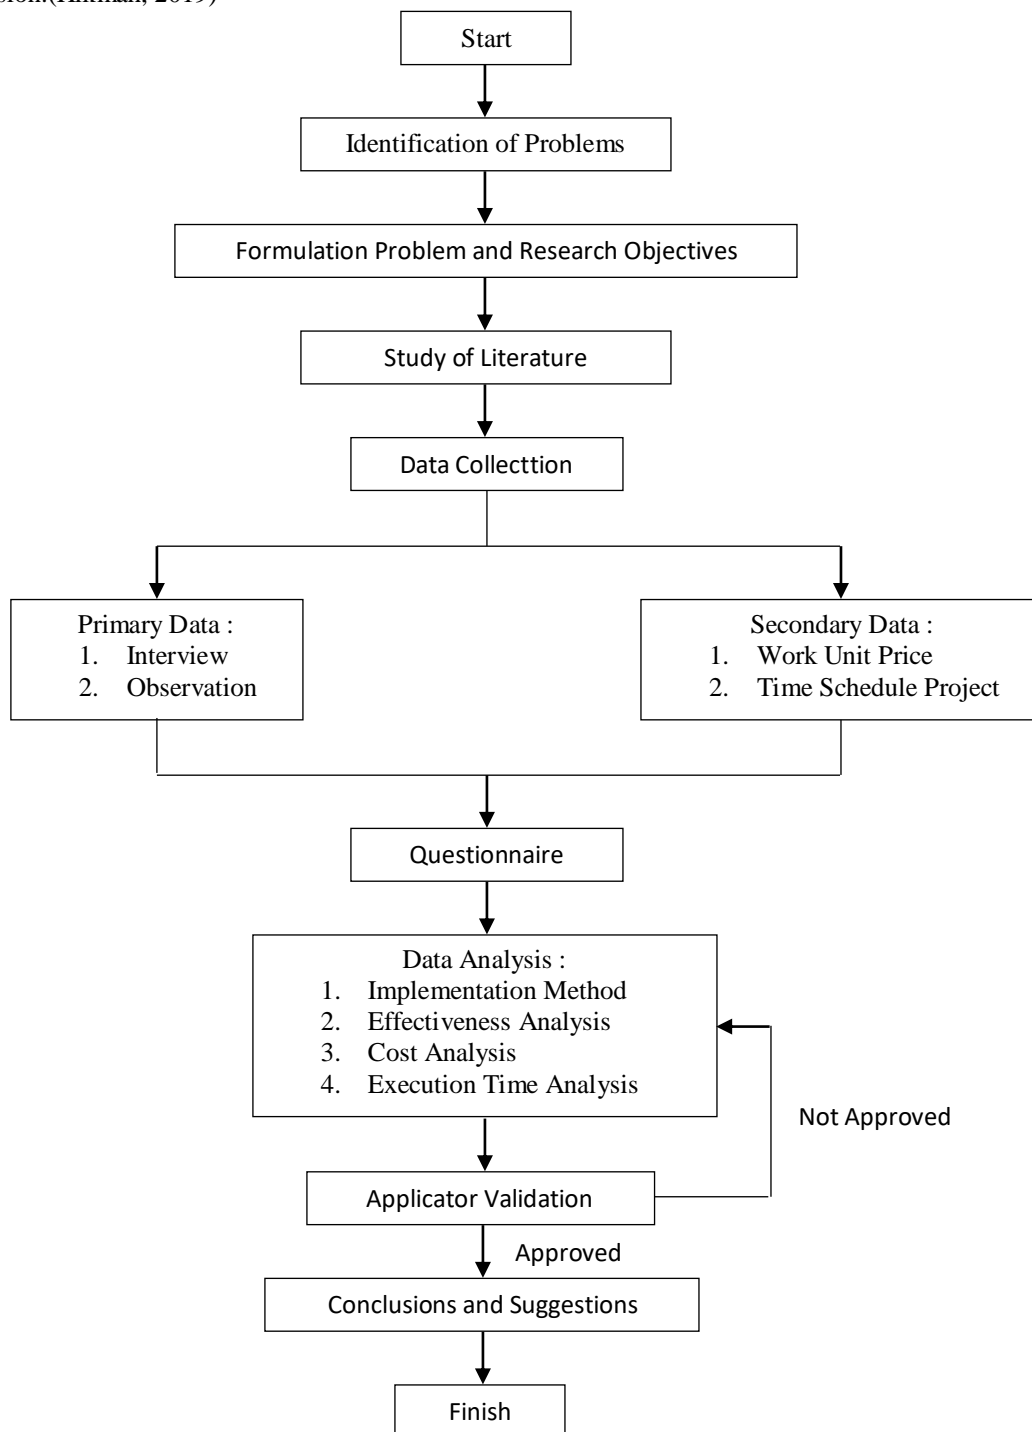 Start
Identification of Problems
Formulation Problem and Research Objectives
Study of Literature
Data Collecttion
Primary Data :
1. Interview
2. Observation
Secondary Data :
1. Work Unit Price
2. Time Schedule Project
Questionnaire
Data Analysis :
1. Implementation Method
2. Effectiveness Analysis
3. Cost Analysis
4. Execution Time Analysis
Not Approved
Applicator Validation
Approved
Conclusions and Suggestions
Finish